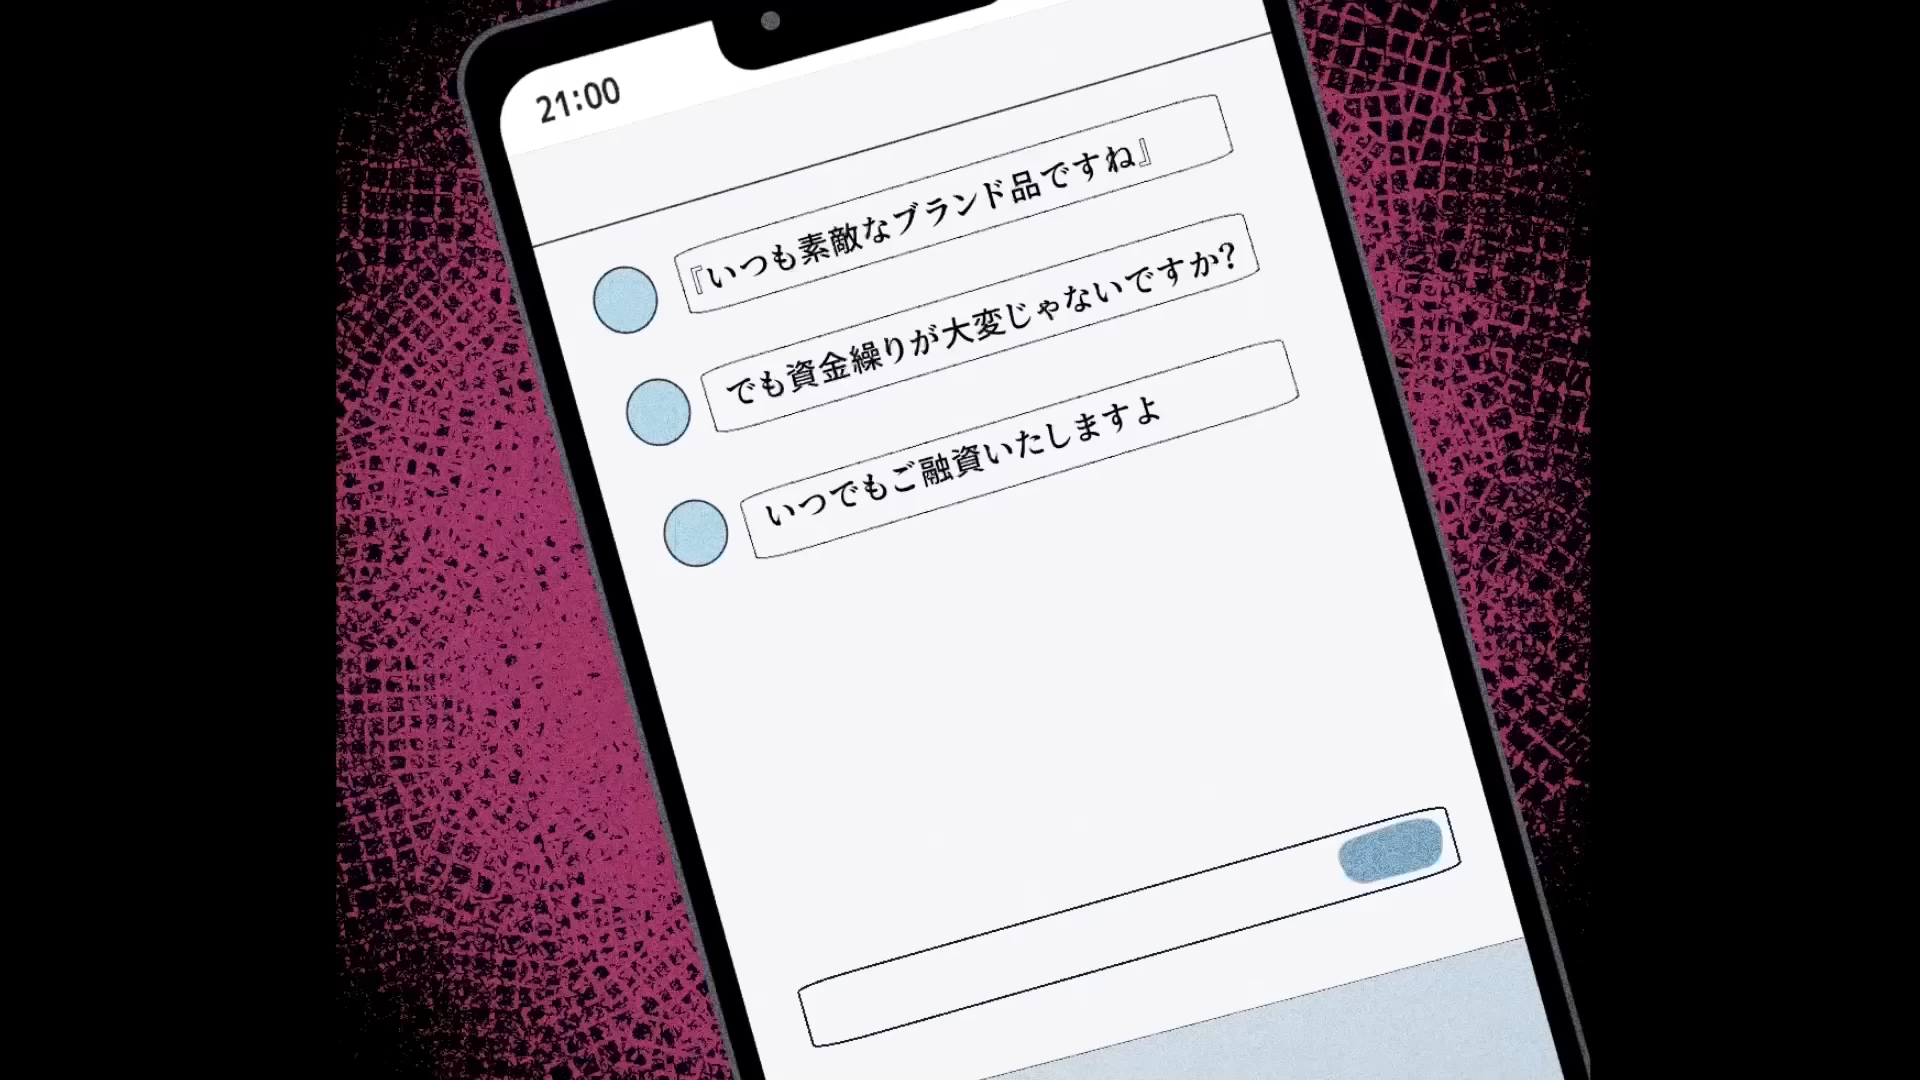 21:00
『いつも素敵なブランド品ですね』
でも資金繰りが大変じゃないですか?
いつでもご融資いたしますよ